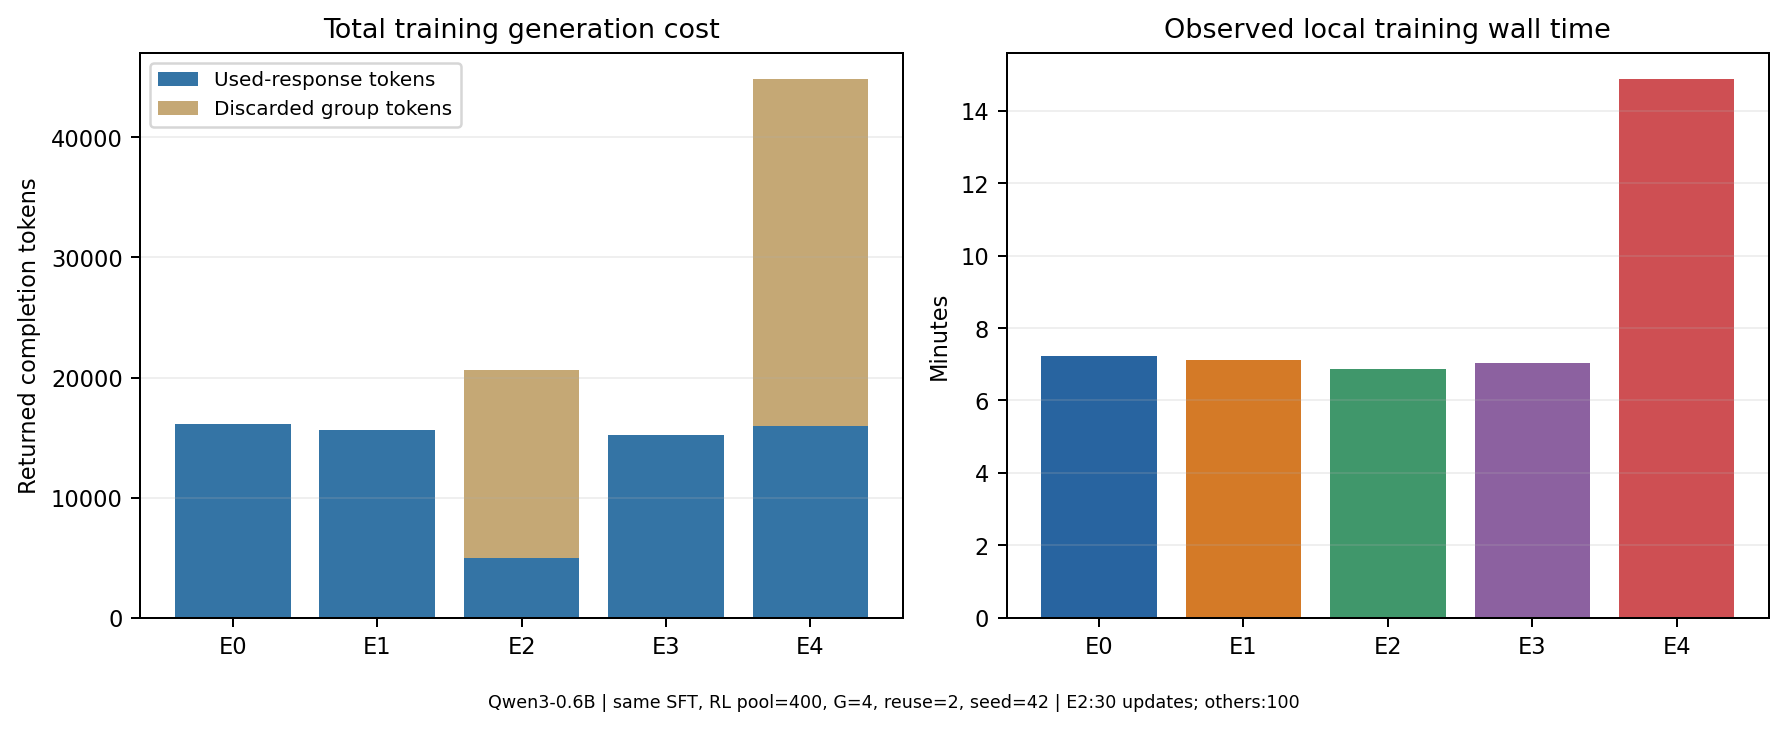 Total training generation cost
Used-response tokens
Discarded group tokens
Returned completion tokens
40000
30000
20000
10000
0
E0 E1 E2 E3 E4
Observed local training wall time
Minutes
14
12
10
8
6
4
2
0
E0 E1 E2 E3 E4
Qwen3-0.6B | same SFT, RL pool=400, G=4, reuse=2, seed=42 | E2:30 updates; others:100